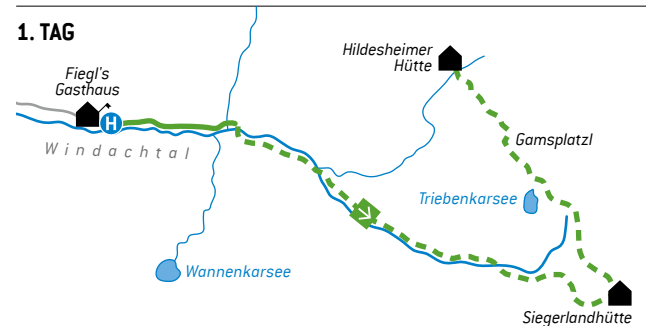 1. TAG
Hildesheimer
Hütte
Fiegl's
Gasthaus
H
Gamsplatzl
Windachtal
Triebenkarsee
Wannenkarsee
Siegerlandhütte